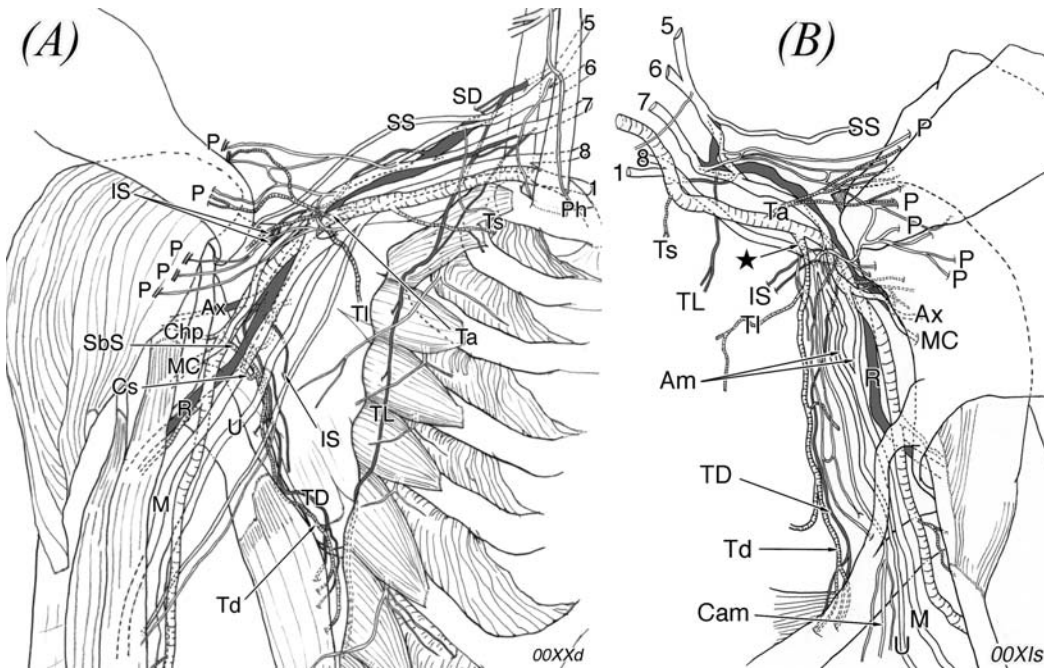 (A)
5
6
SD
7
SS
P
8
1
IS
P
Ph
Ts
P
P
Ax
Tl
Chp
SbS
Ta
MC
Cs
R
TL
U
IS
M
TD
Td
00XXd
(B)
5
6
7
SS
P
8
1
Ta
P
Ts
P
★
P
P
TL
IS
Tl
Ax
MC
Am
R
TD
Td
Cam
M
U
00XIs